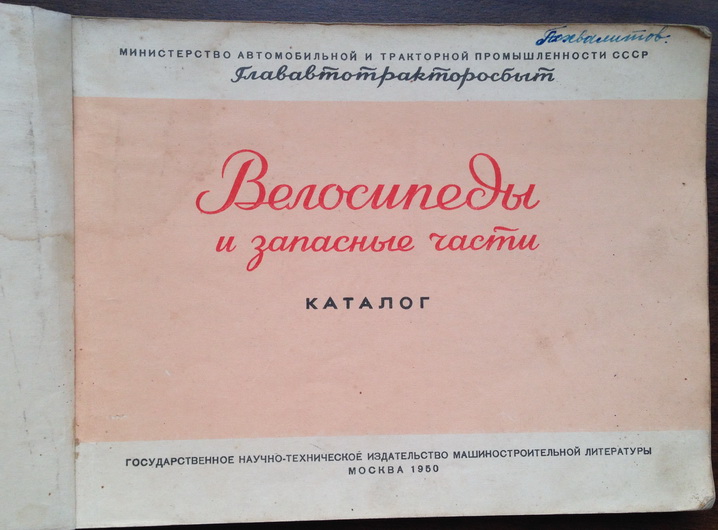 МИНИСТЕРСТВО АВТОМОБИЛЬНОЙ И ТРАКТОРНОЙ ПРОМЫШЛЕННОСТИ СССР
Глававтотракторосбыт
Велосипеды
и запасные части
КАТАЛОГ
ГОСУДАРСТВЕННОЕ НАУЧНО-ТЕХНИЧЕСКОЕ ИЗДАТЕЛЬСТВО МАШИНОСТРОИТЕЛЬНОЙ ЛИТЕРАТУРЫ
МОСКВА 1950